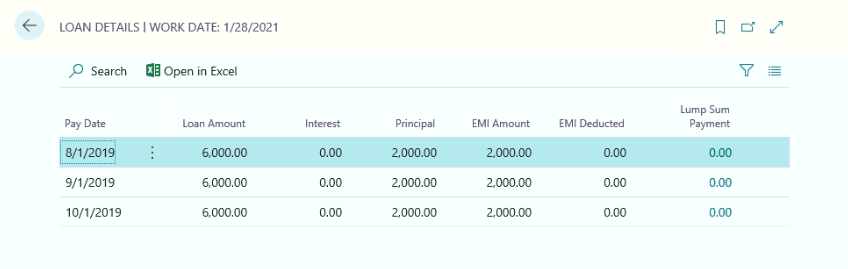 LOAN DETAILS | WORK DATE: 1/28/2021
Search Open in Excel
Pay Date Loan Amount Interest Principal EMI Amount EMI Deducted Lump Sum Payment
8/1/2019 6,000.00 0.00 2,000.00 2,000.00 0.00 0.00
9/1/2019 6,000.00 0.00 2,000.00 2,000.00 0.00 0.00
10/1/2019 6,000.00 0.00 2,000.00 2,000.00 0.00 0.00